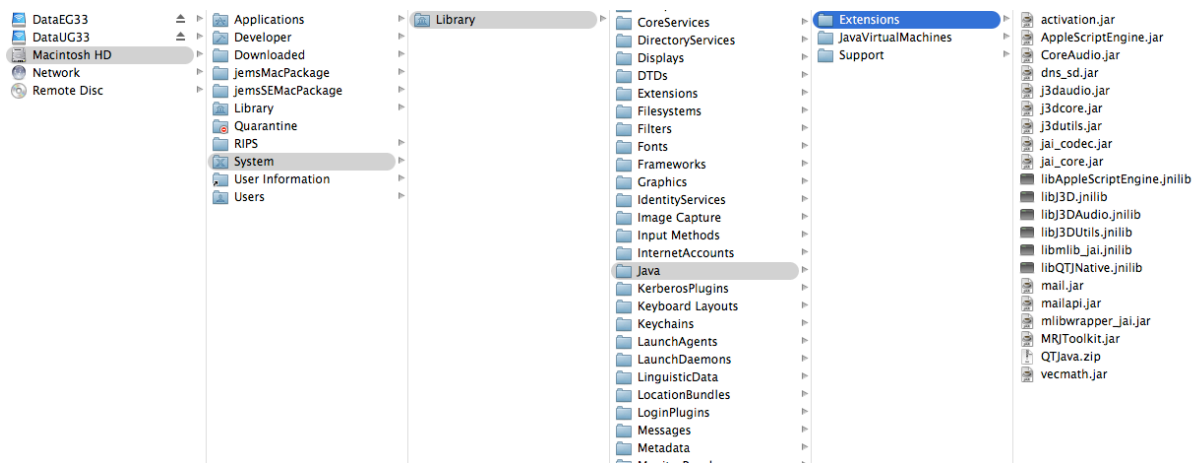 DataEG33
DataUG33
Macintosh HD
Network
Remote Disc
Applications
Developer
Downloaded
jemsMacPackage
jemsSEMacPackage
Library
Quarantine
RIPS
System
User Information
Users
Library
CoreServices
DirectoryServices
Displays
DTDs
Extensions
Filesystems
Filters
Fonts
Frameworks
Graphics
IdentityServices
Image Capture
Input Methods
InternetAccounts
Java
KerberosPlugins
Keyboard Layouts
Keychains
LaunchAgents
LaunchDaemons
LinguisticData
LocationBundles
LoginPlugins
Messages
Metadata
Extensions
JavaVirtualMachines
Support
activation.jar
AppleScriptEngine.jar
CoreAudio.jar
dns_sd.jar
j3daudio.jar
j3dcore.jar
j3dutils.jar
jai_codec.jar
jai_core.jar
libAppleScriptEngine.jnilib
libJ3D.jnilib
libJ3DAudio.jnilib
libJ3DUtils.jnilib
libmlib_jai.jnilib
libQTJNative.jnilib
mail.jar
mailapi.jar
mlibwrapper_jai.jar
MRJToolkit.jar
QTJava.zip
vecmath.jar